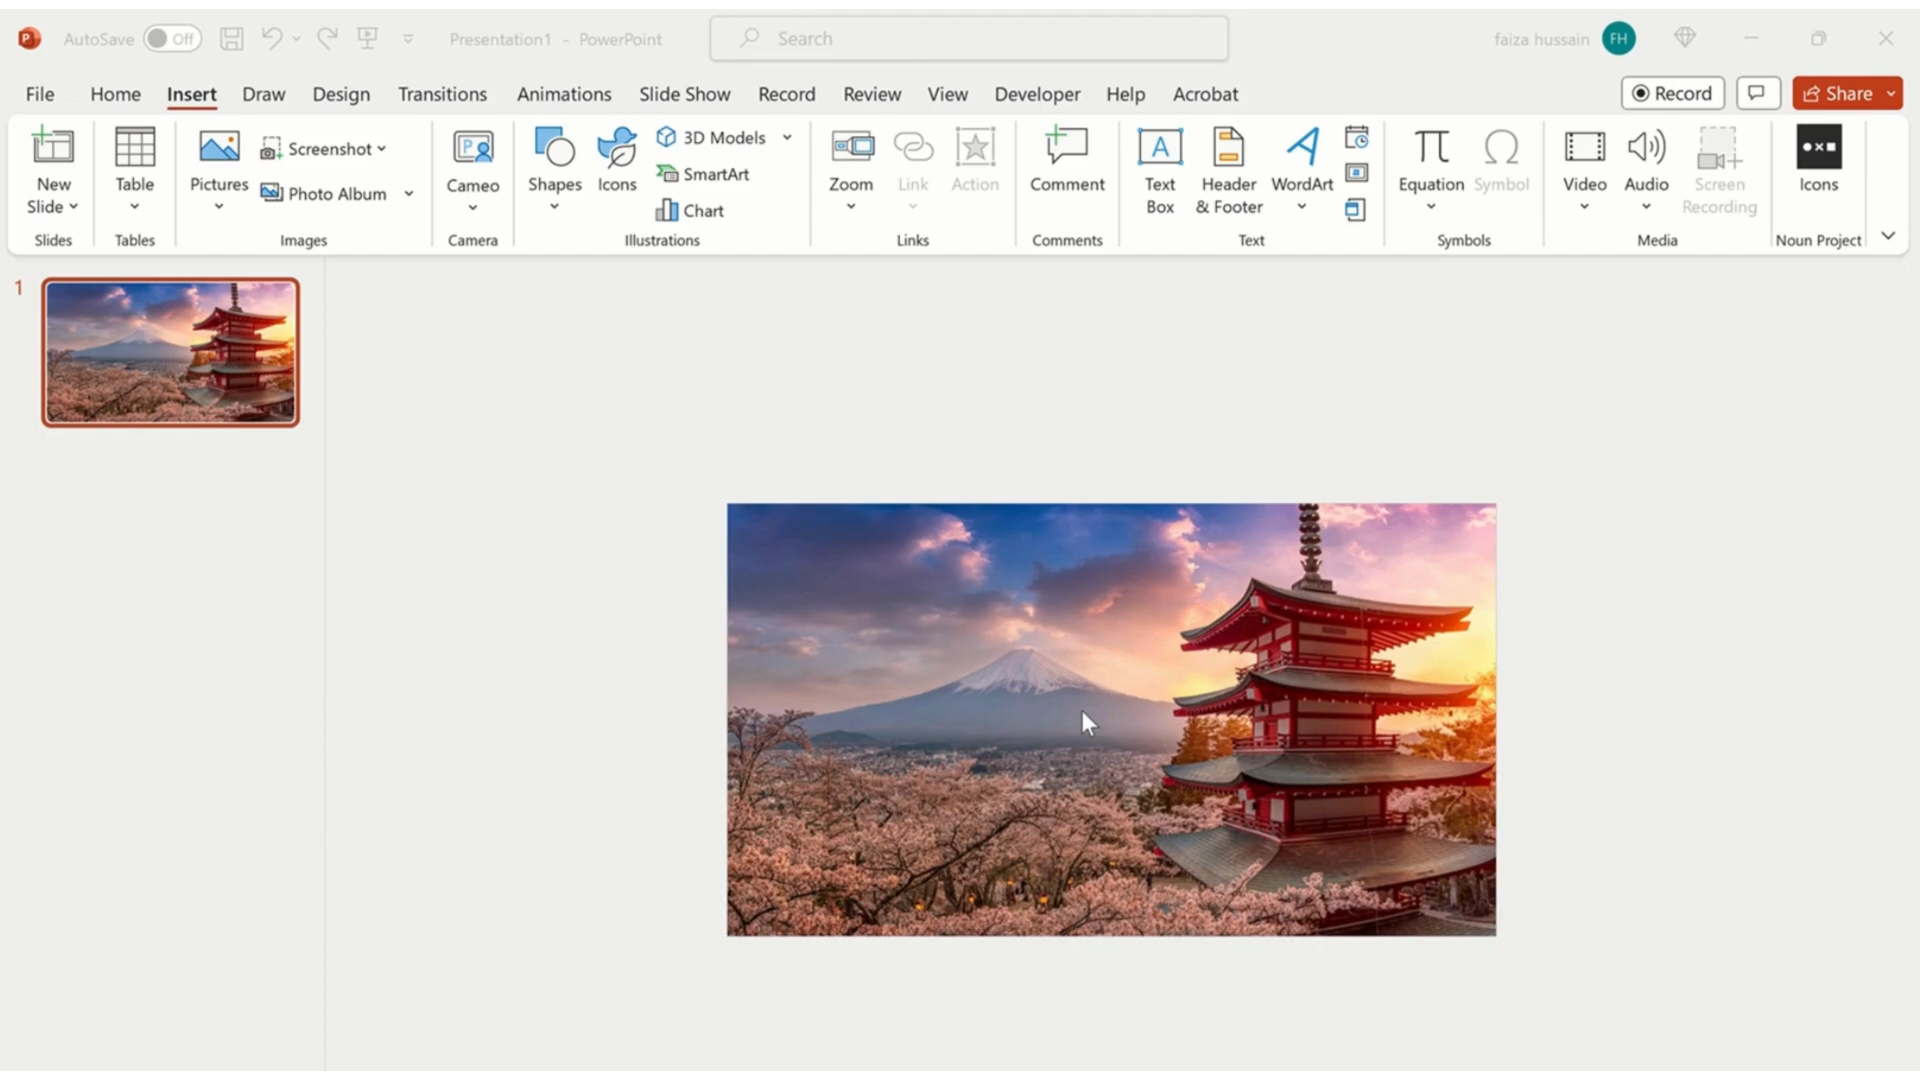 P AutoSave Off Presentation1 - PowerPoint Search faiza hussain FH
File Home Insert Draw Design Transitions Animations Slide Show Record Review View Developer Help Acrobat Record Share
New Slide
Table
Pictures
Screenshot
Photo Album
Cameo
Shapes
Icons
3D Models
SmartArt
Chart
Zoom
Link
Action
Comment
Text Box
Header & Footer
WordArt
Equation
Symbol
Video
Audio
Screen Recording
Icons
Slides Tables Images Camera Illustrations Links Comments Text Symbols Media Noun Project
1